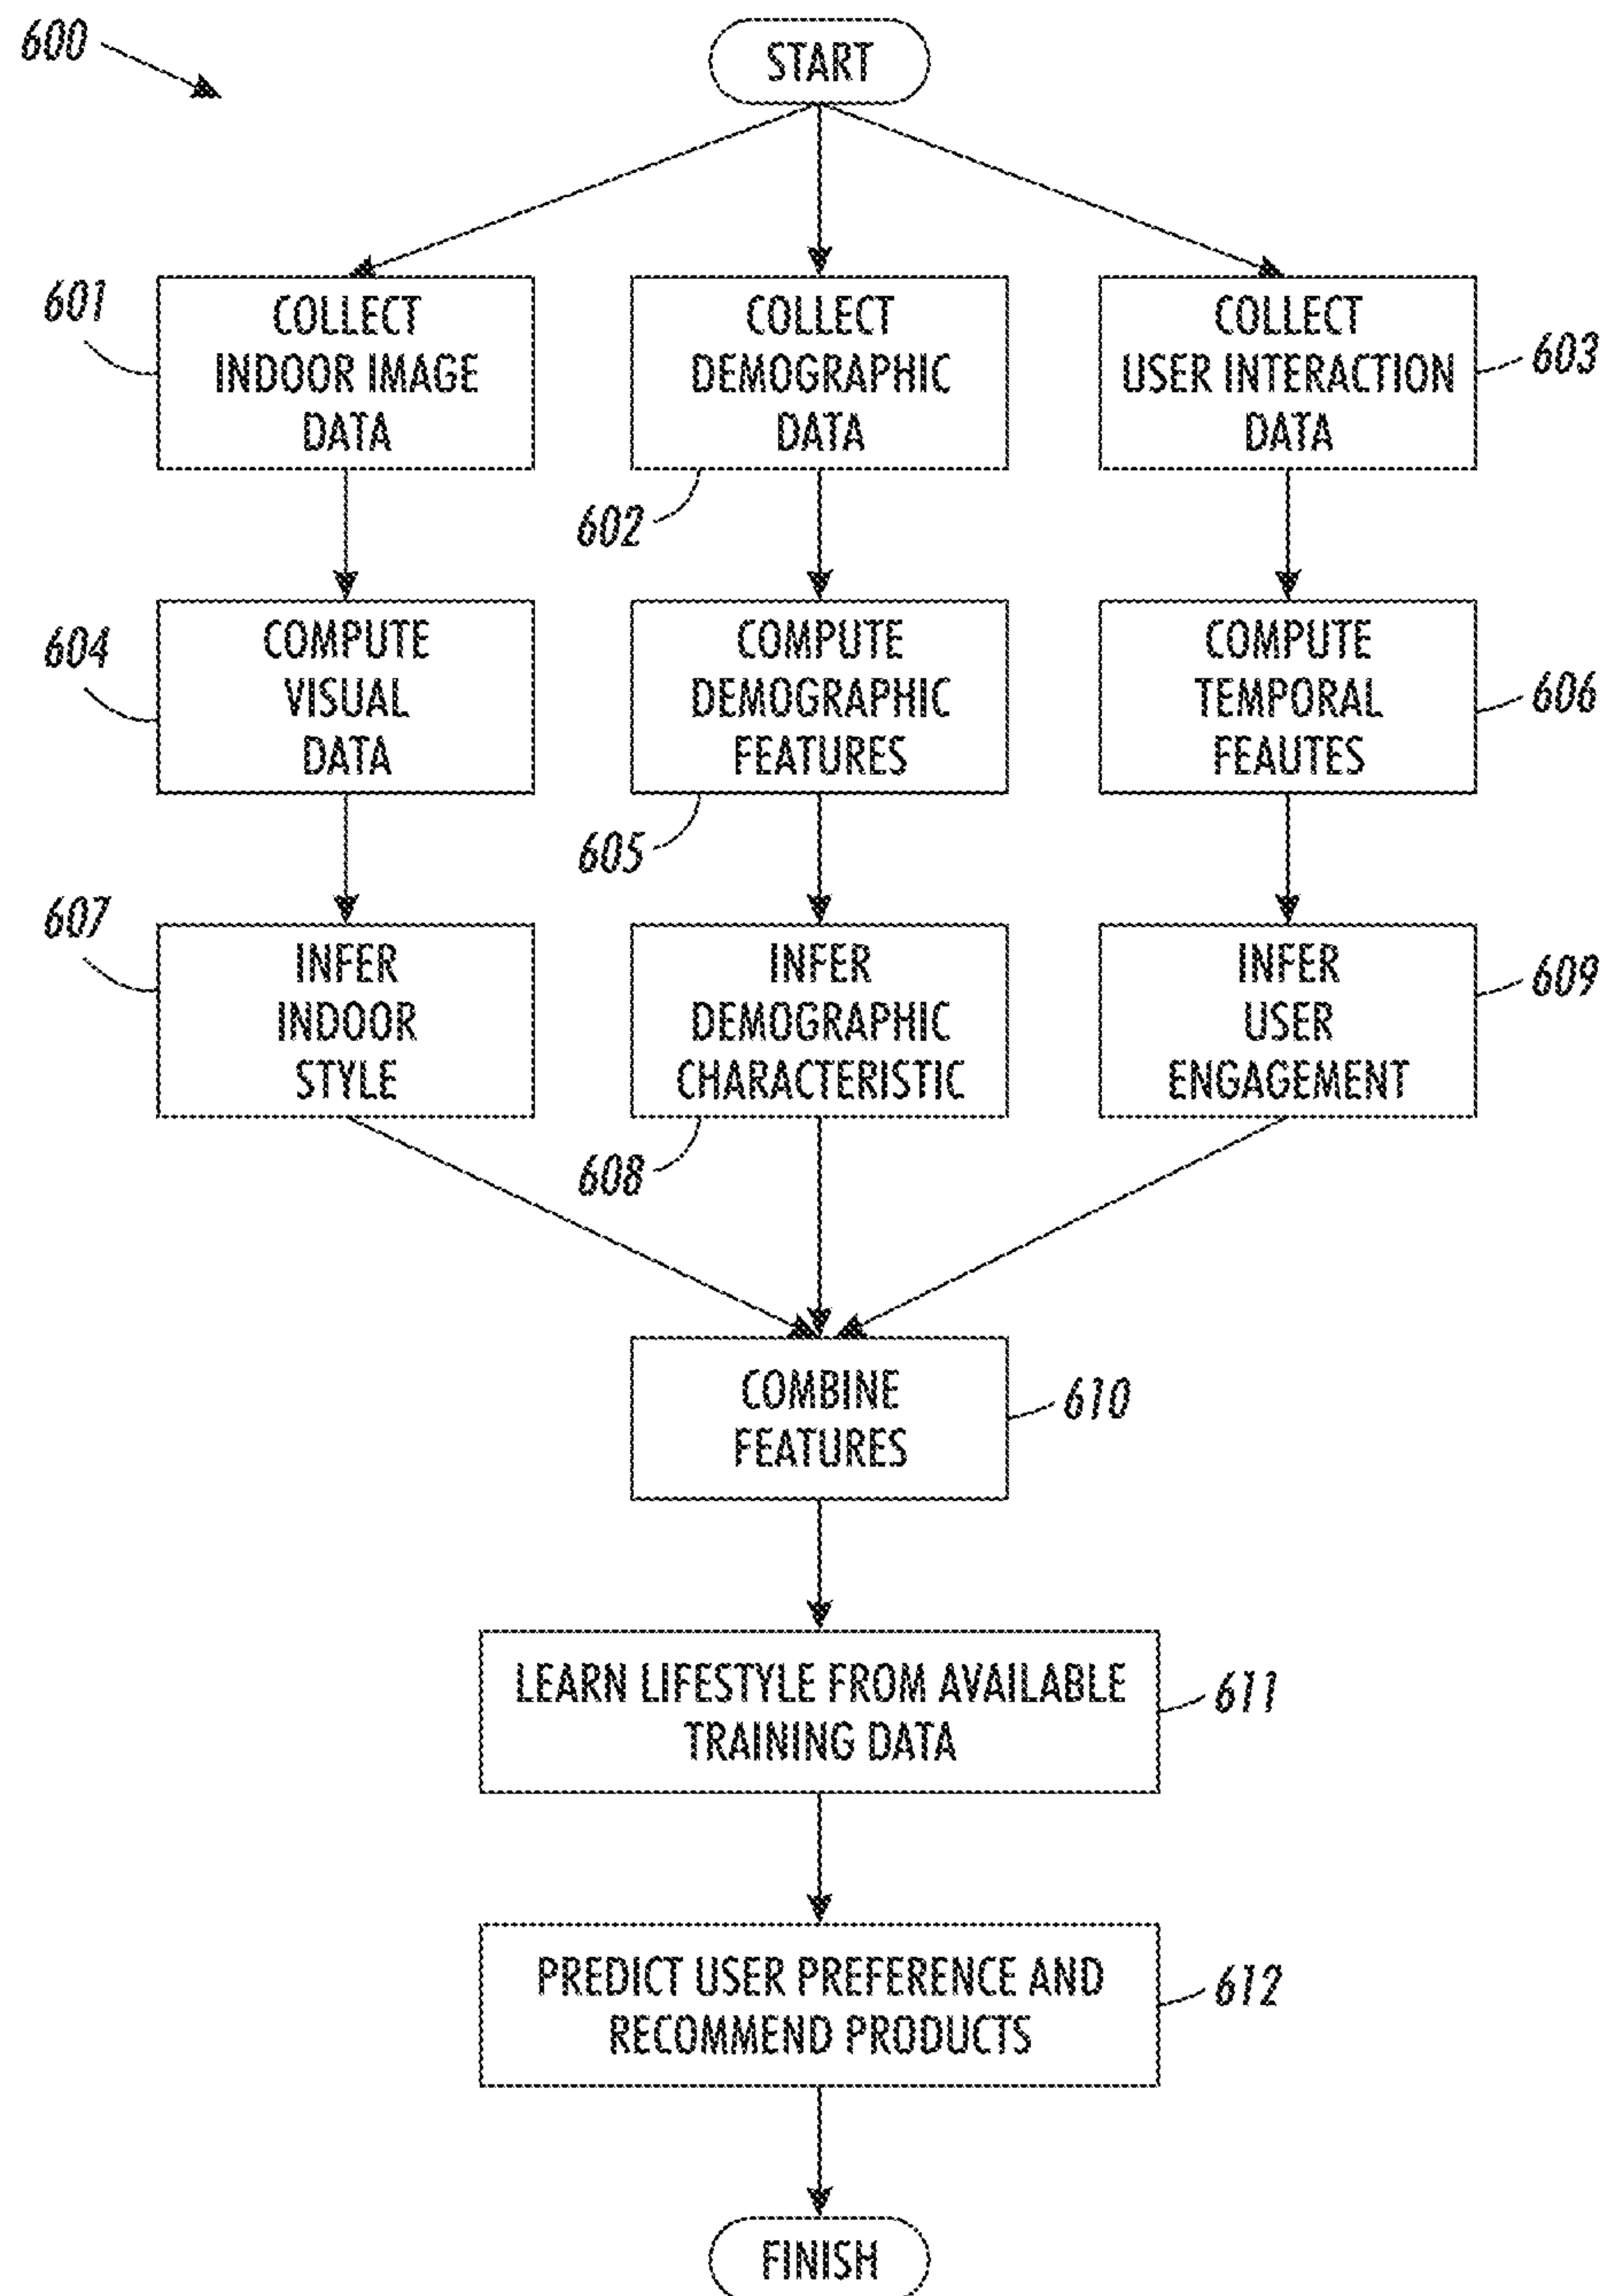 600
START
601
COLLECT
INDOOR IMAGE
DATA
COLLECT
DEMOGRAPHIC
DATA
602
COLLECT
USER INTERACTION
DATA
603
604
COMPUTE
VISUAL
DATA
COMPUTE
DEMOGRAPHIC
FEATURES
605
COMPUTE
TEMPORAL
FEAUTES
606
607
INFER
INDOOR
STYLE
INFER
DEMOGRAPHIC
CHARACTERISTIC
608
INFER
USER
ENGAGEMENT
609
COMBINE
FEATURES
610
LEARN LIFESTYLE FROM AVAILABLE
TRAINING DATA
611
PREDICT USER PREFERENCE AND
RECOMMEND PRODUCTS
612
FINISH